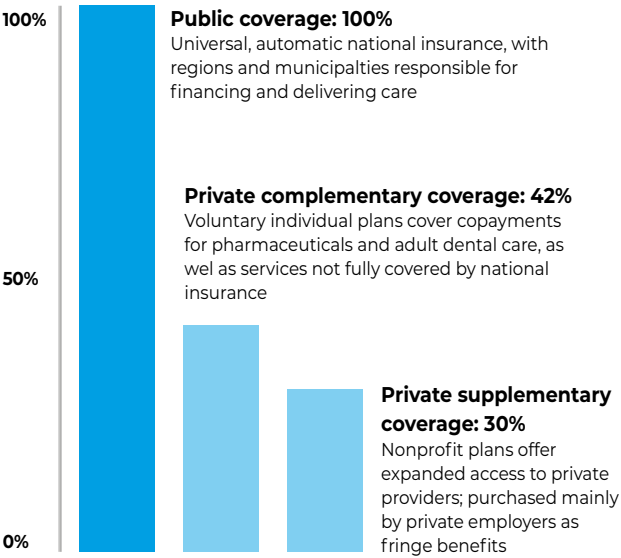 100%
Public coverage: 100%
Universal, automatic national insurance, with
regions and municipalties responsible for
financing and delivering care
Private complementary coverage: 42%
Voluntary individual plans cover copayments
for pharmaceuticals and adult dental care, as
wel as services not fully covered by national
insurance
50%
Private supplementary
coverage: 30%
Nonprofit plans offer
expanded access to private
providers; purchased mainly
by private employers as
fringe benefits
0%